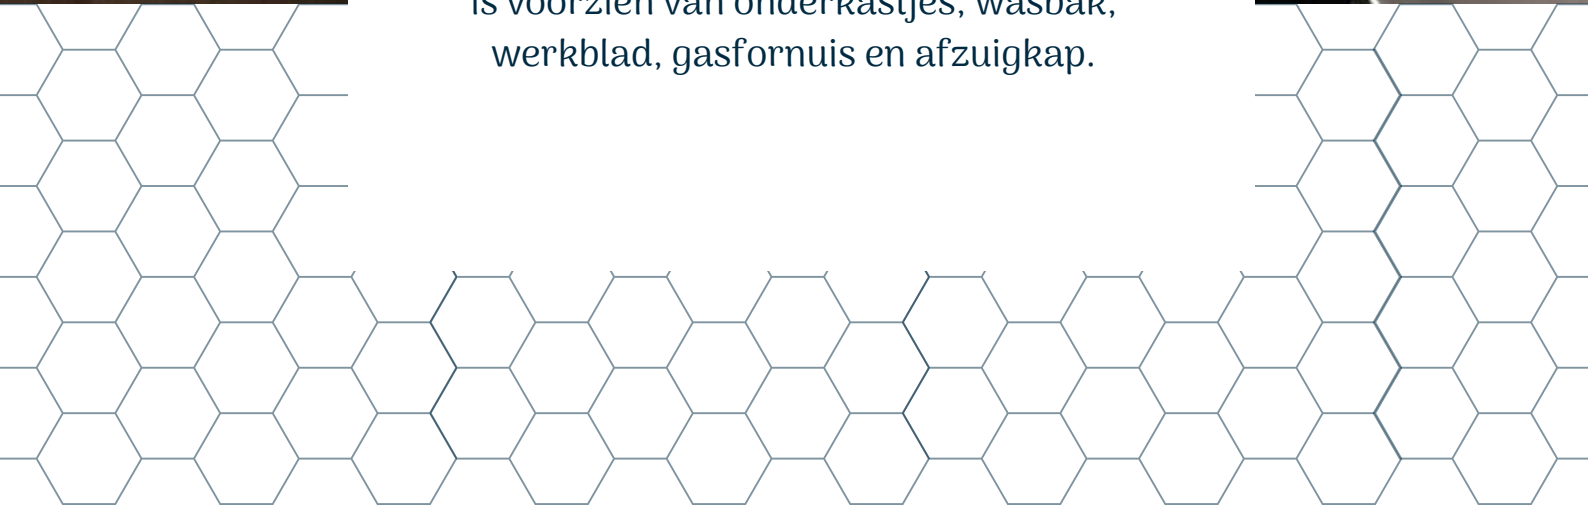 is voorzien van onderkastjes, wasbak,
werkblad, gasfornuis en afzuigkap.